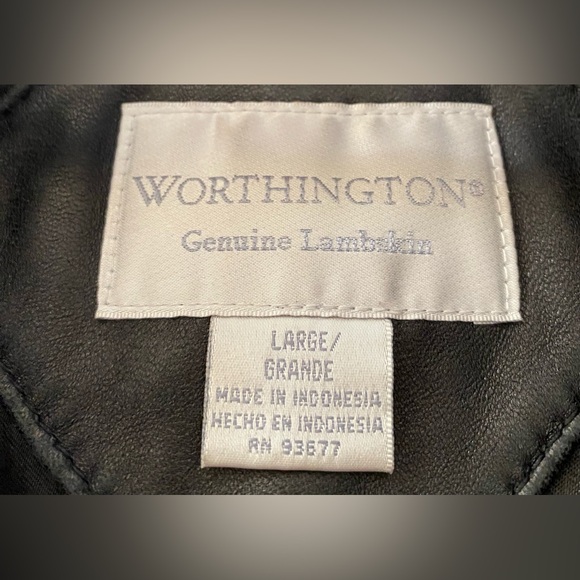 WORTHINGTON®
Genuine Lambskin
LARGE/
GRANDE
MADE IN INDONESIA
HECHO EN INDONESIA
RN 93677